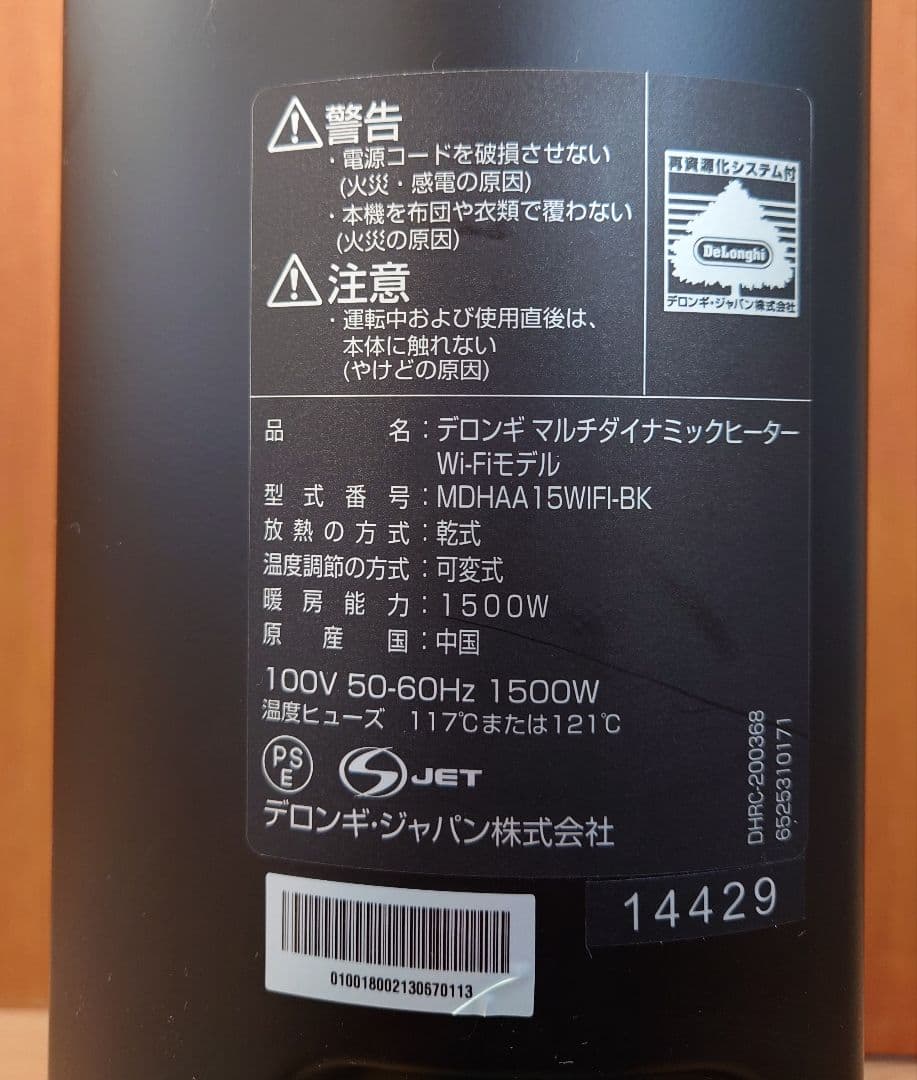 警告
・電源コードを破損させない
(火災・感電の原因)
・本機を布団や衣類で覆わない
(火災の原因)
注意
・運転中および使用直後は、
本体に触れない
(やけどの原因)
再資源化システム付
DeLonghi
デロンギ・ジャパン株式会社
品名：デロンギ マルチダイナミックヒーター
Wi-Fiモデル
型式番号：MDHAA15WIFI-BK
放熱の方式：乾式
温度調節の方式：可変式
暖房能力：1500W
原産国：中国
100V 50-60Hz 1500W
温度ヒューズ 117℃または121℃
PS
E
S JET
デロンギ・ジャパン株式会社
DHRC-200368
6525310171
14429
010018002130670113